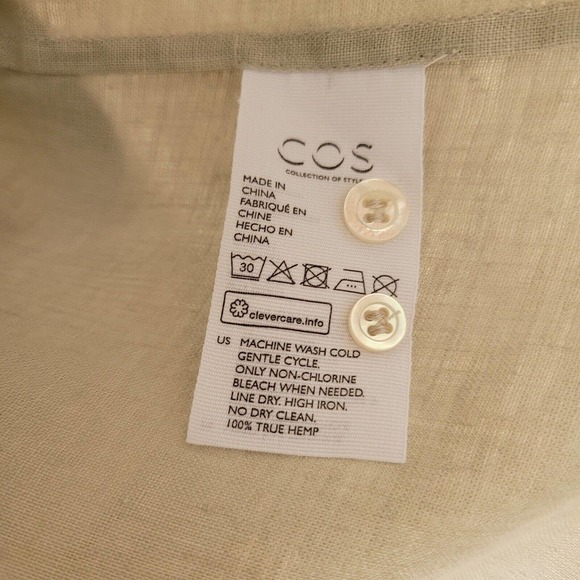 COS
COLLECTION OF STYLE
MADE IN
CHINA
FABRIQUÉ EN
CHINE
HECHO EN
CHINA
30
clevercare.info
US MACHINE WASH COLD
GENTLE CYCLE.
ONLY NON-CHLORINE
BLEACH WHEN NEEDED.
LINE DRY. HIGH IRON.
NO DRY CLEAN.
100% TRUE HEMP